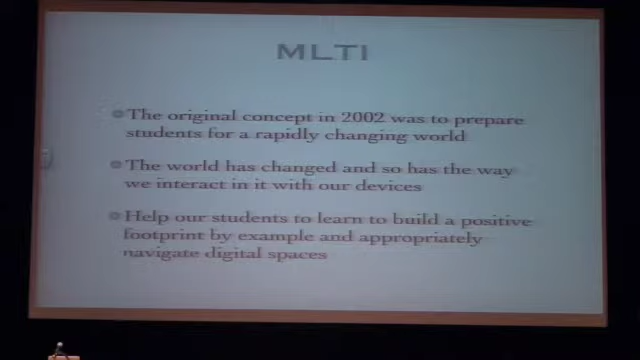 MLTI
The original concept in 2002 was to prepare
students for a rapidly changing world
The world has changed and so has the way
we interact in it with our devices
Help our students to learn to build a positive
footprint by example and appropriately
navigate digital spaces